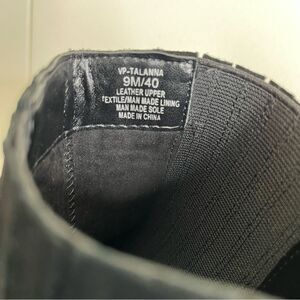 VP-TALANNA
9M/40
LEATHER UPPER
TEXTILE/MAN MADE LINING
MAN MADE SOLE
MADE IN CHINA